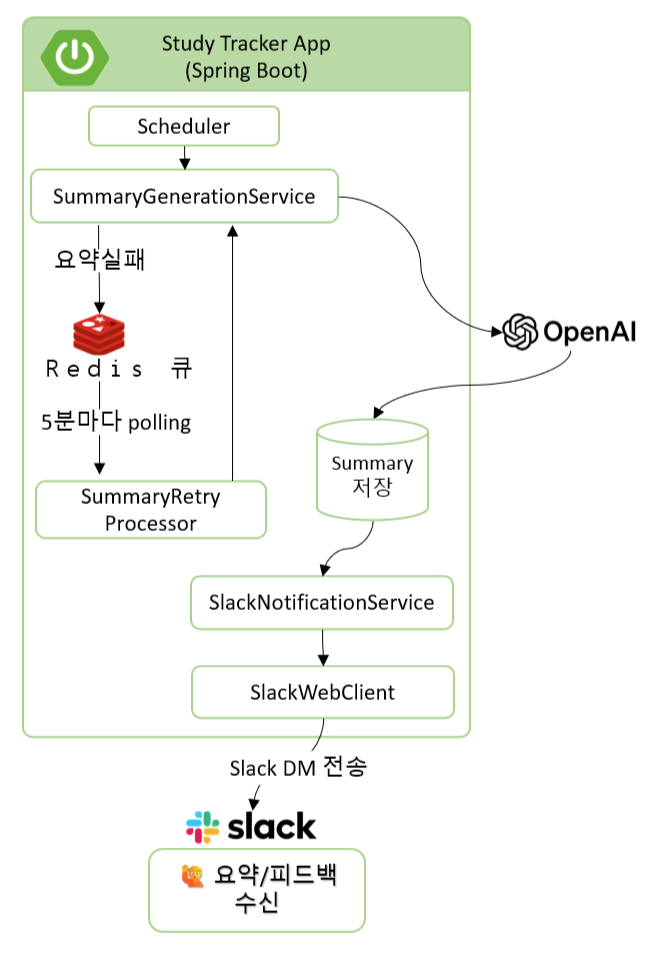 Study Tracker App
(Spring Boot)
Scheduler
SummaryGenerationService
요약실패
OpenAI
Redis 큐
5분마다 polling
Summary
저장
SummaryRetry
Processor
SlackNotificationService
SlackWebClient
Slack DM 전송
slack
🙋 요약/피드백
수신